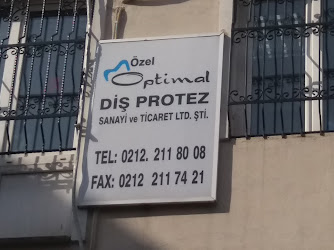 Özel
Optimal
DİŞ PROTEZ
SANAYİ ve TİCARET LTD. ŞTİ.
TEL: 0212. 211 80 08
FAX: 0212 211 74 21